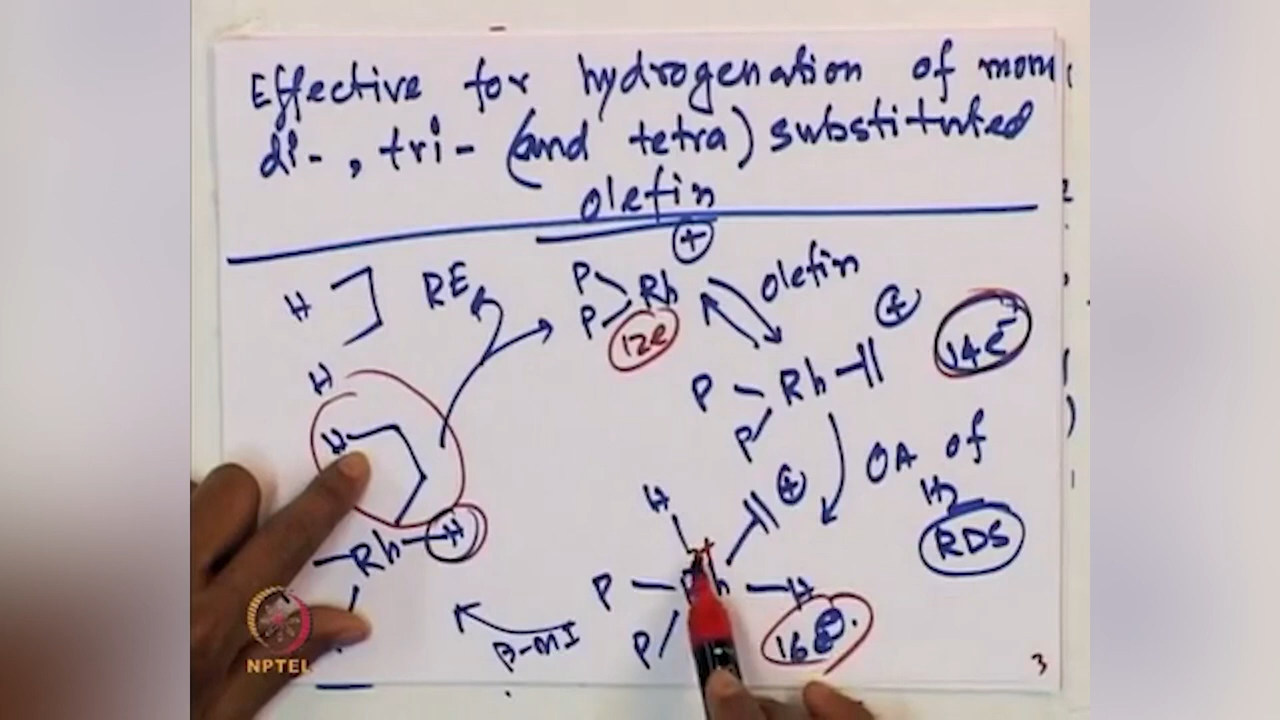 Effective for hydrogenation of mono
di-, tri- (and tetra) substituted
olefin
H
RE
P
P
Rh
+
12e
olefin
H
P
P
Rh
+
14e-
H
OA of
H2
RDS
H
+
Rh-H
P
P
H
H
16e-.
β-MI
NPTEL
3